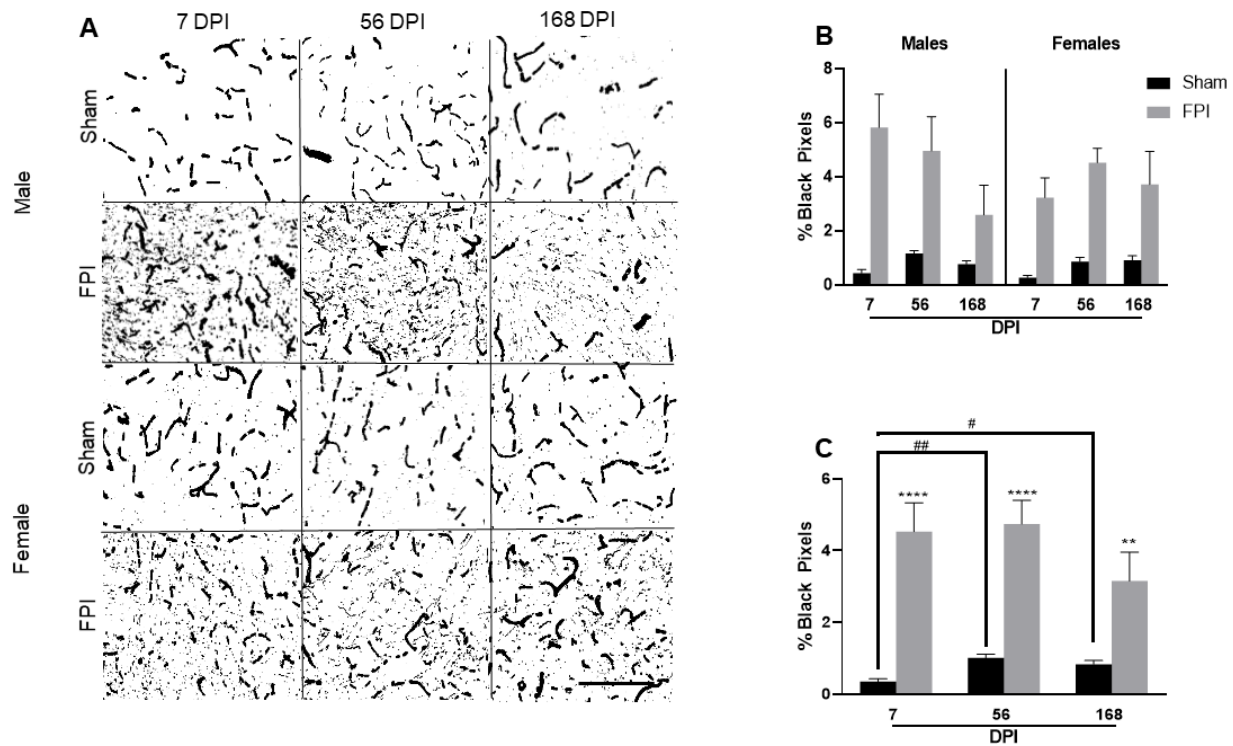 A
7 DPI 56 DPI 168 DPI
Male
Sham
FPI
Female
Sham
FPI
B
Males Females
Sham
FPI
% Black Pixels
8
6
4
2
0
7 56 168 7 56 168
DPI
C
#
##
% Black Pixels
6
4
2
0
**** **** **
7 56 168
DPI